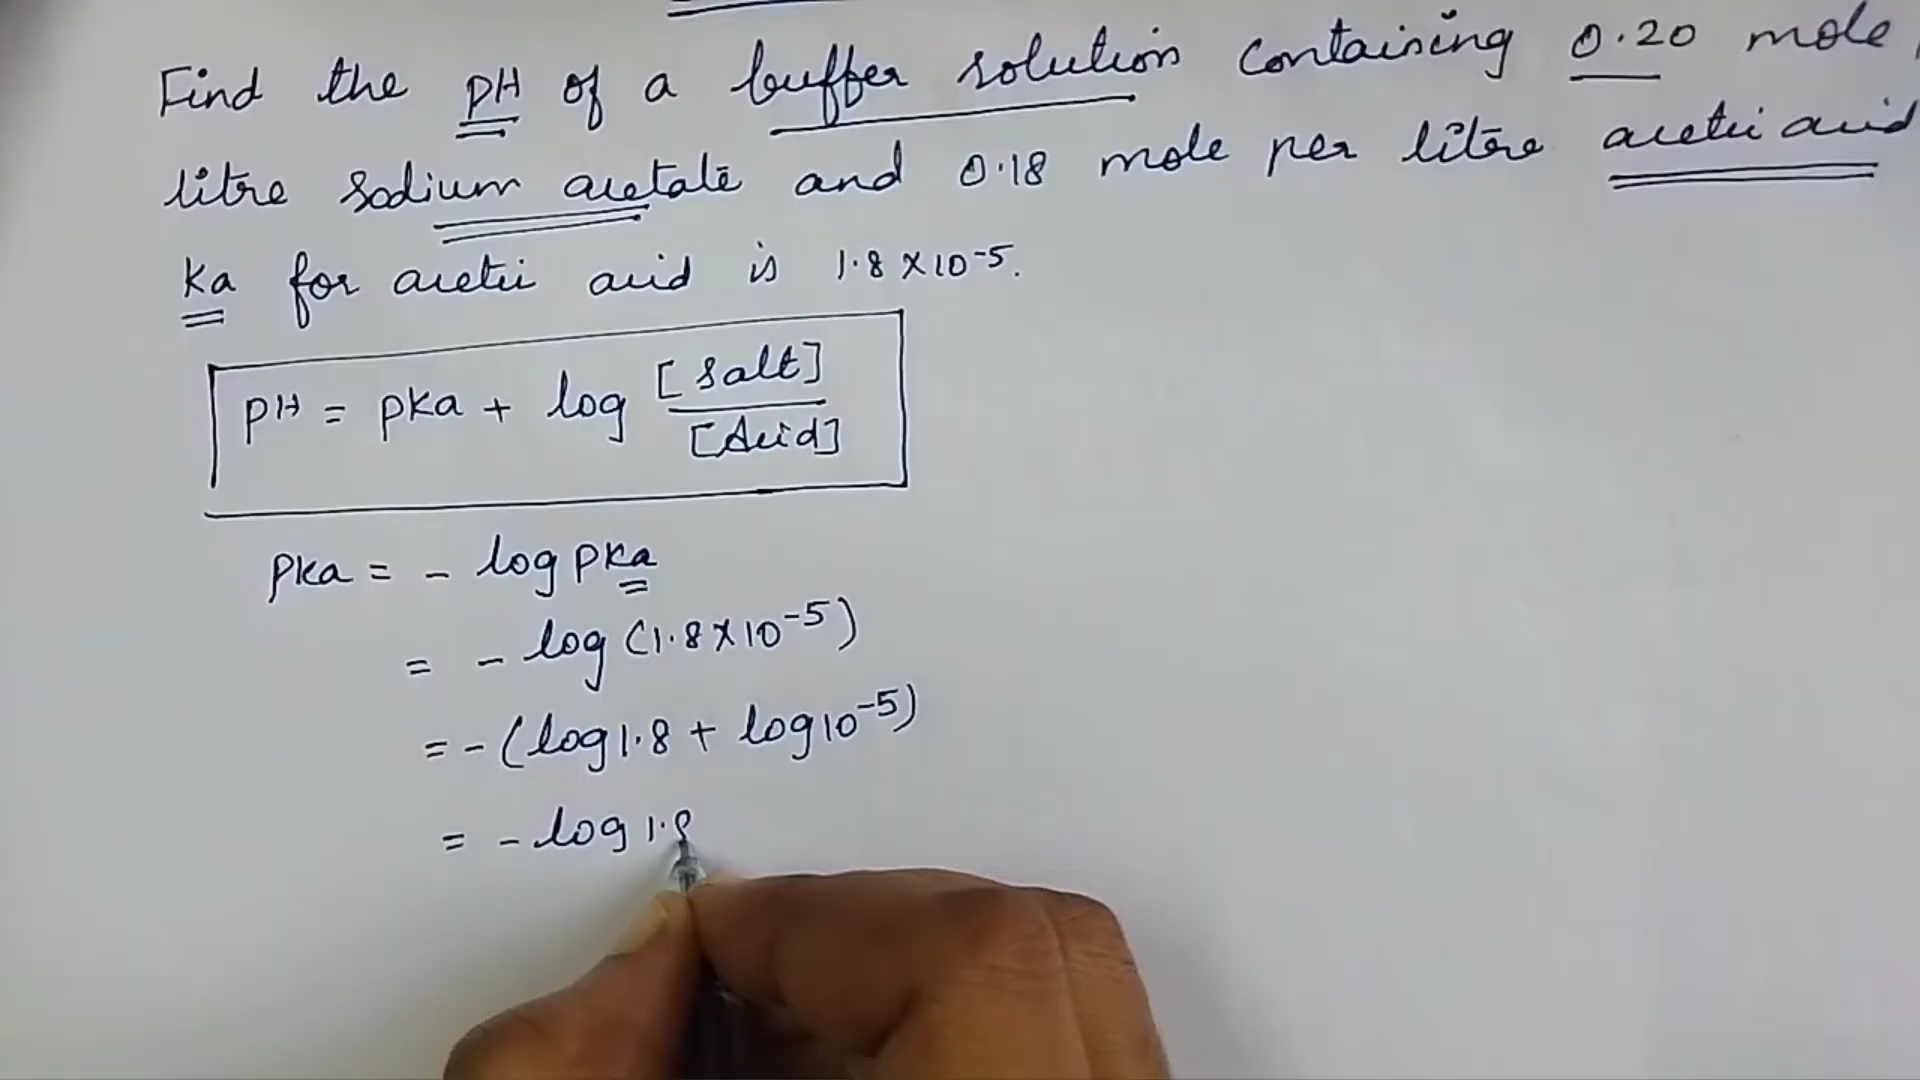 Find the pH of a buffer solution containing 0.20 mole
litre sodium acetate and 0.18 mole per litre acetic acid
Ka for acetic acid is 1.8 × 10⁻⁵.
pH = pKa + log [Salt]/[Acid]
pKa = - log pKa
= - log (1.8 × 10⁻⁵)
= - (log 1.8 + log 10⁻⁵)
= - log 1.8